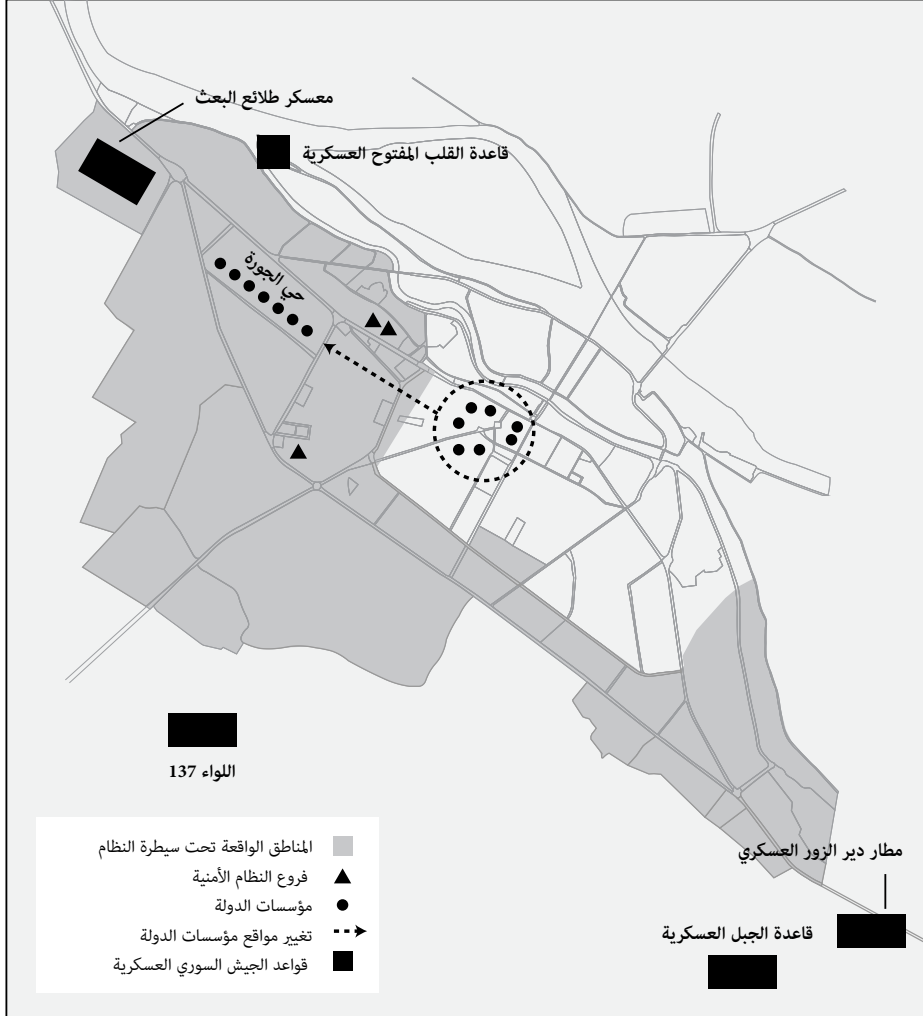 معسكر طلائع البعث
قاعدة القلب المفتوح العسكرية
حي الجورة
اللواء 137
المناطق الواقعة تحت سيطرة النظام
فروع النظام الأمنية
مؤسسات الدولة
تغيير مواقع مؤسسات الدولة
قواعد الجيش السوري العسكرية
مطار دير الزور العسكري
قاعدة الجبل العسكرية